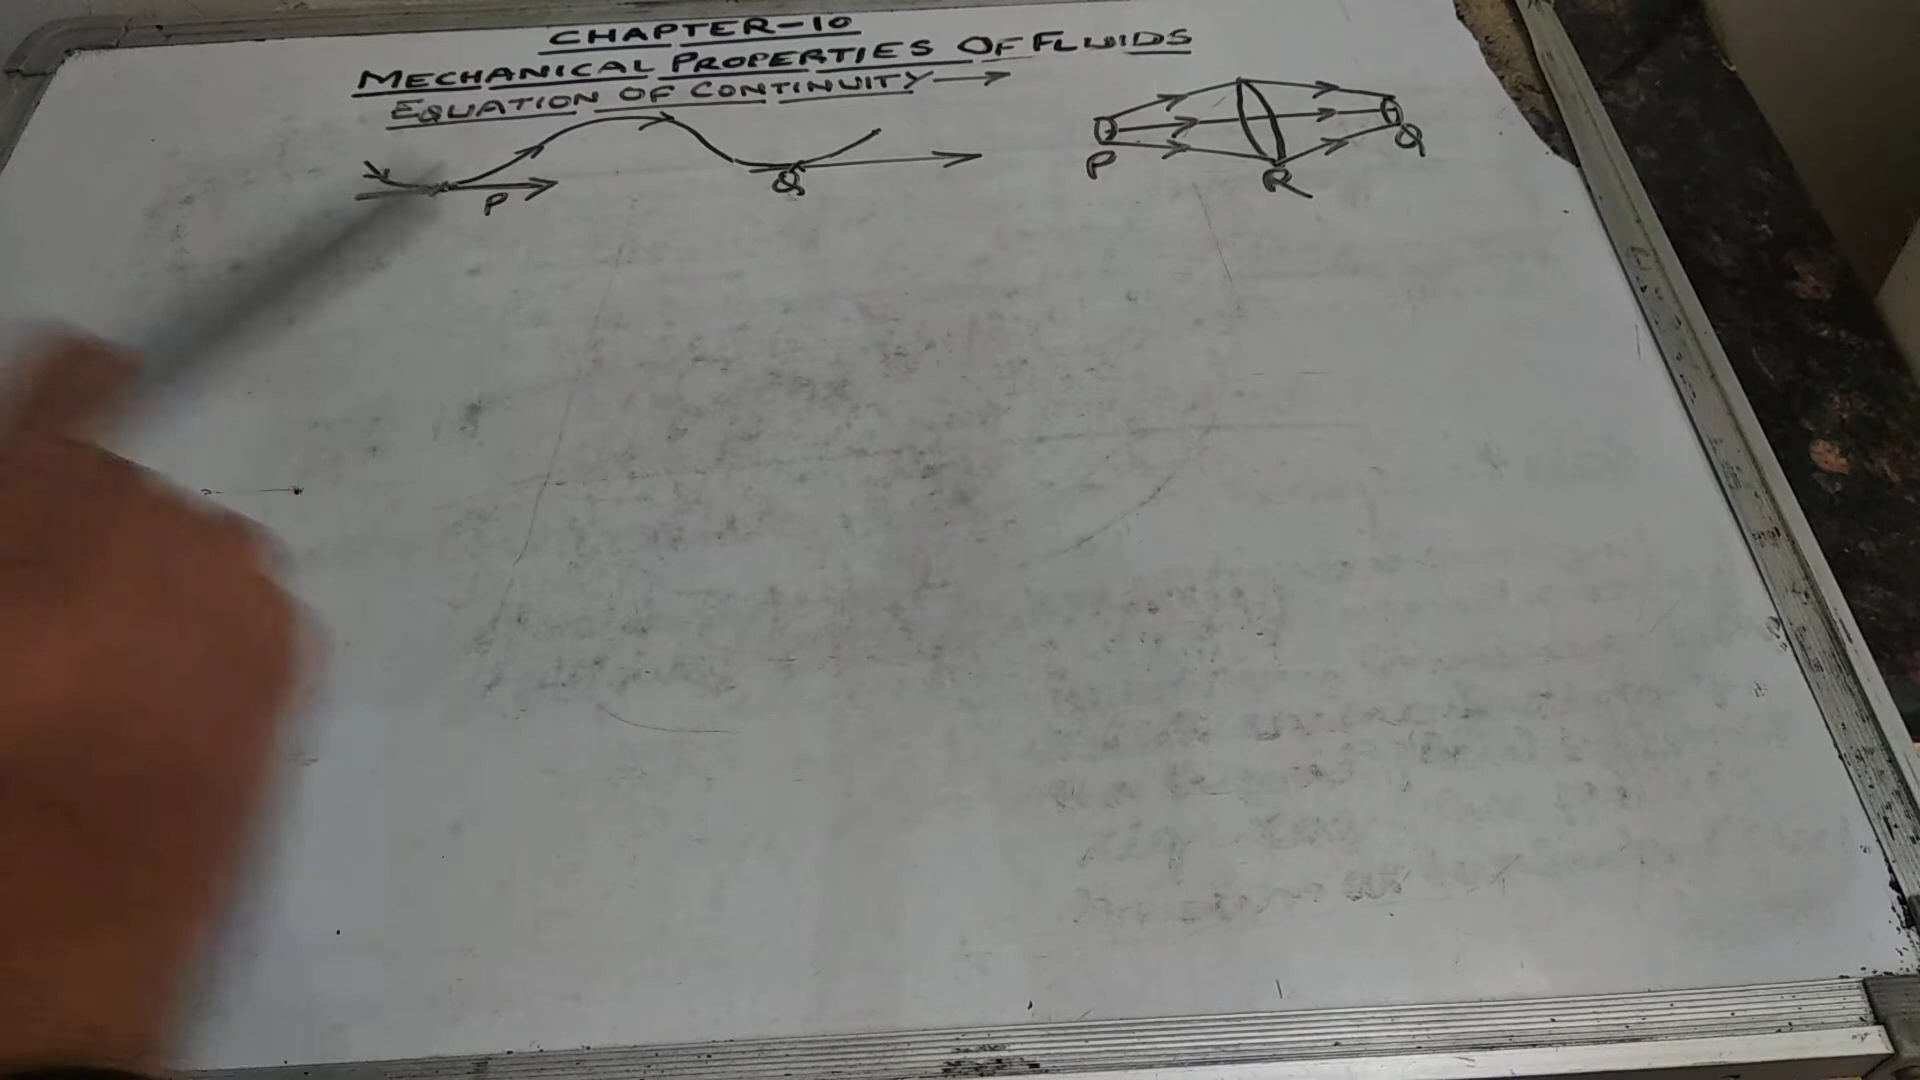 CHAPTER-10
MECHANICAL PROPERTIES OF FLUIDS
EQUATION OF CONTINUITY →
P
Q
P
R
Q